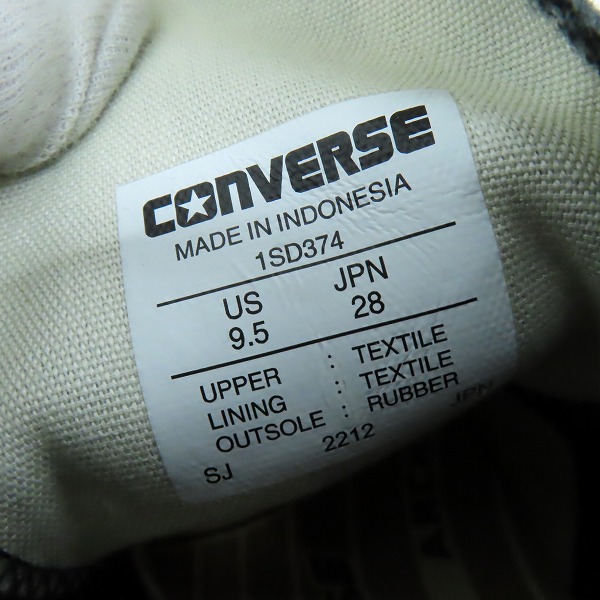 CONVERSE
MADE IN INDONESIA
1SD374
US JPN
9.5 28
UPPER : TEXTILE
LINING : TEXTILE
OUTSOLE : RUBBER
SJ 2212 JPN